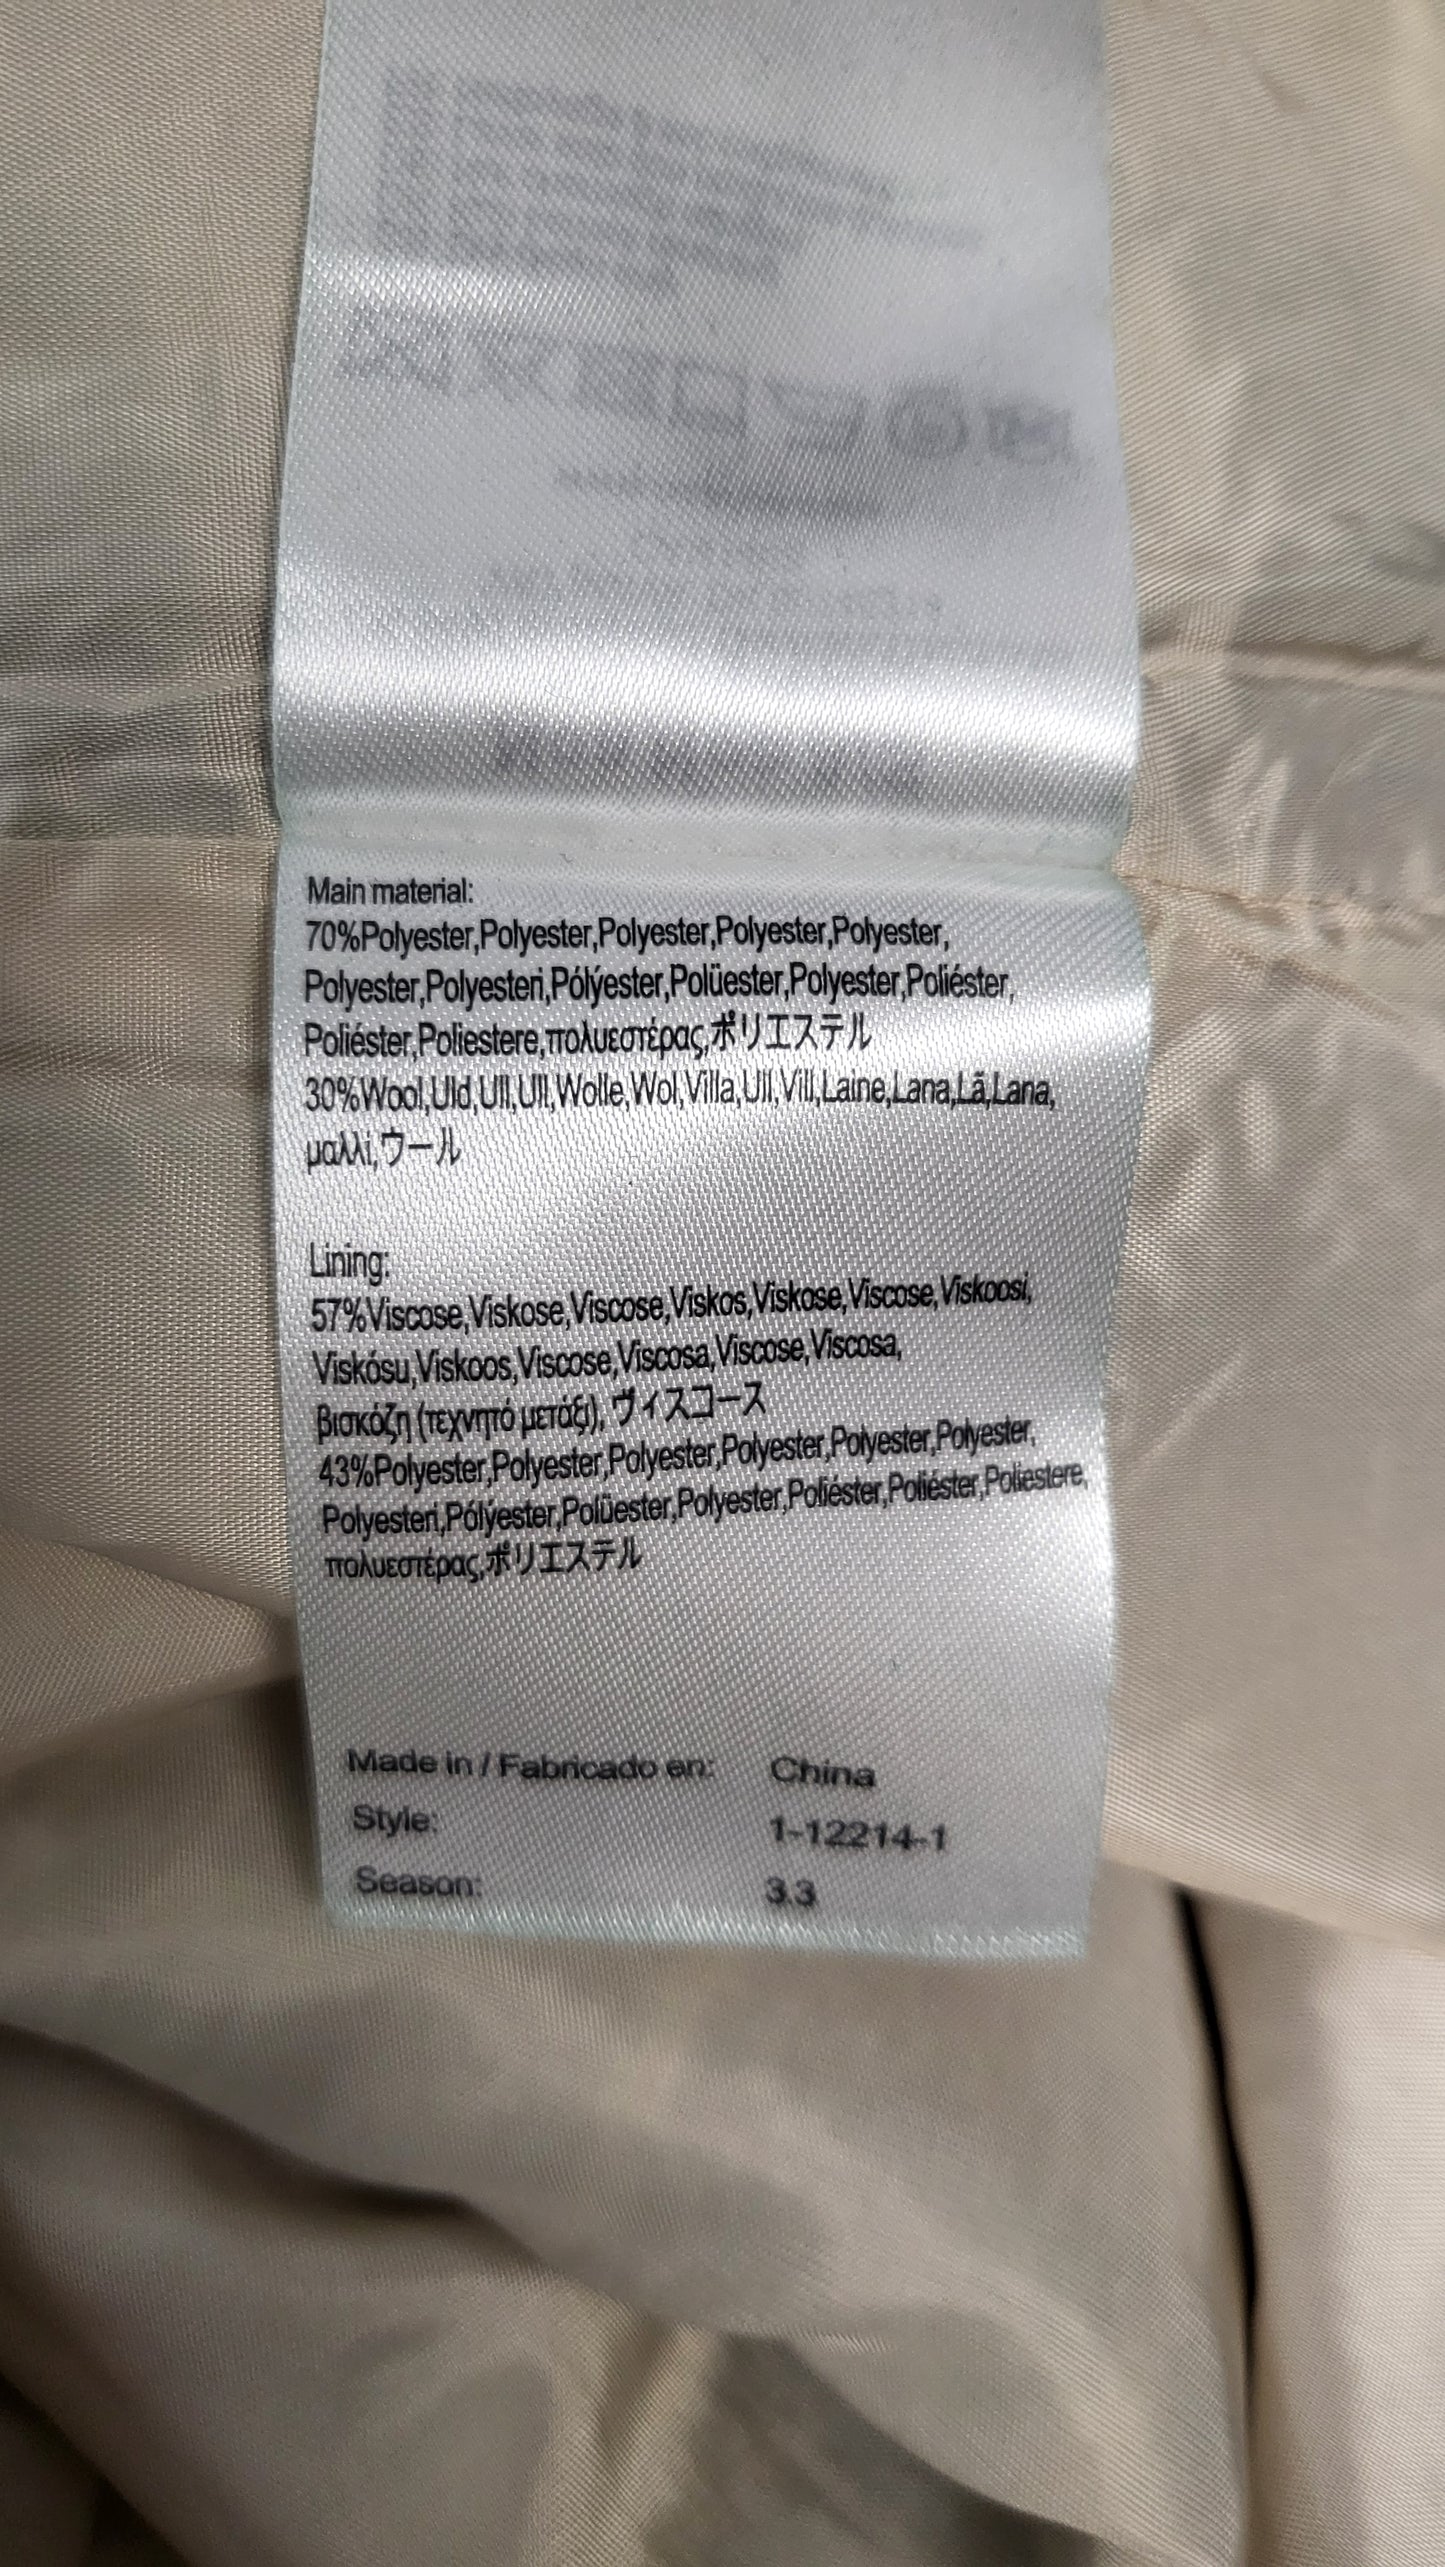 Main material:
70%Polyester,Polyester,Polyester,Polyester,Polyester,
Polyester,Polyesteri,Pólýester,Polüester,Polyester,Poliéster,
Poliéster,Poliestere,πολυεστέρας,ポリエステル
30%Wool,Uld,Ull,Ull,Wolle,Wol,Villa,Ull,Vill,Laine,Lana,Lã,Lana,
μαλλί,ウール
Lining:
57%Viscose,Viskose,Viscose,Viskos,Viskose,Viscose,Viskoosi,
Viskósu,Viskoos,Viscose,Viscosa,Viscose,Viscosa,
βισκόζη (τεχνητό μετάξι), ヴィスコース
43%Polyester,Polyester,Polyester,Polyester,Polyester,Polyester,
Polyesteri,Pólýester,Polüester,Polyester,Poliéster,Poliéster,Poliestere,
πολυεστέρας,ポリエステル
Made in / Fabricado en: China
Style: 1-12214-1
Season: 3.3